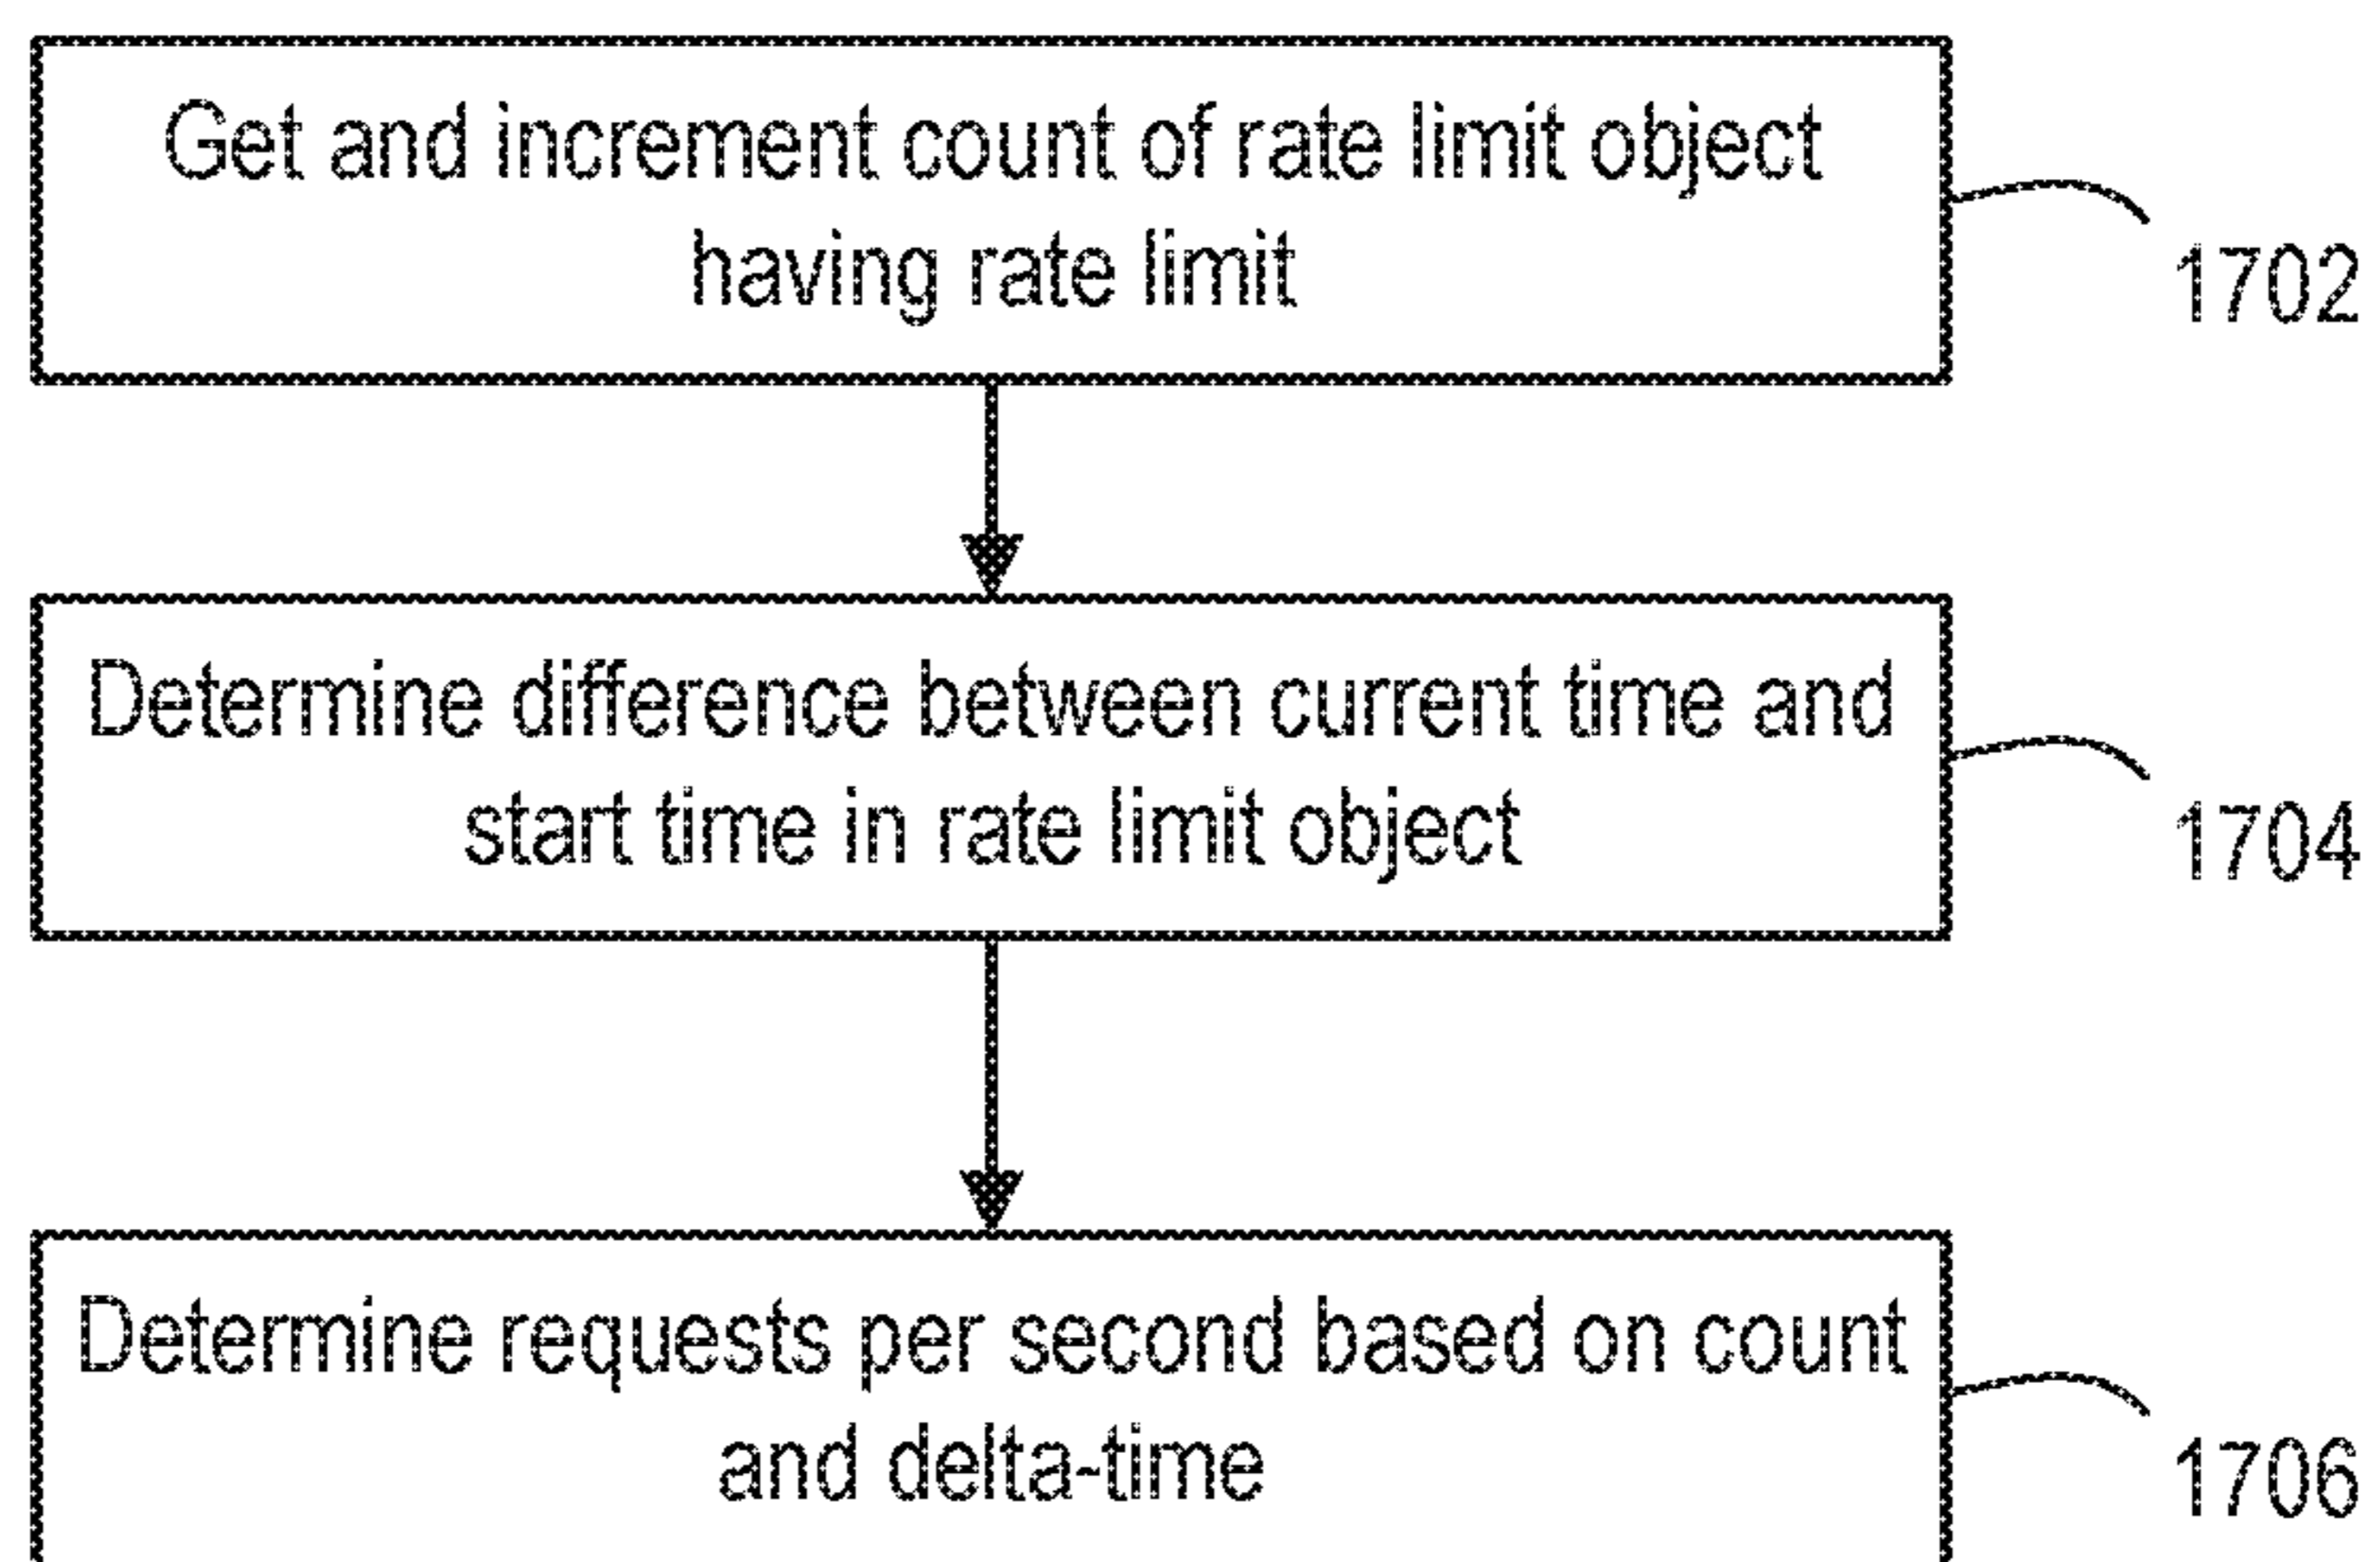 Get and increment count of rate limit object
having rate limit
1702
Determine difference between current time and
start time in rate limit object
1704
Determine requests per second based on count
and delta-time
1706